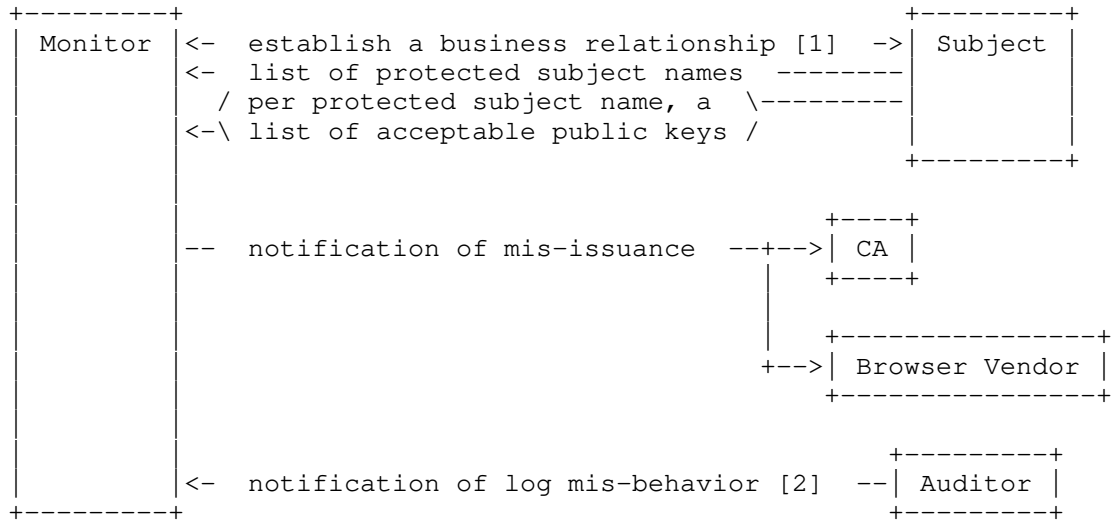 Monitor <- establish a business relationship [1] -> Subject
<- list of protected subject names --------
/ per protected subject name, a \---------
<-\ list of acceptable public keys /
-- notification of mis-issuance --+--> CA
+--> Browser Vendor
<- notification of log mis-behavior [2] -- Auditor